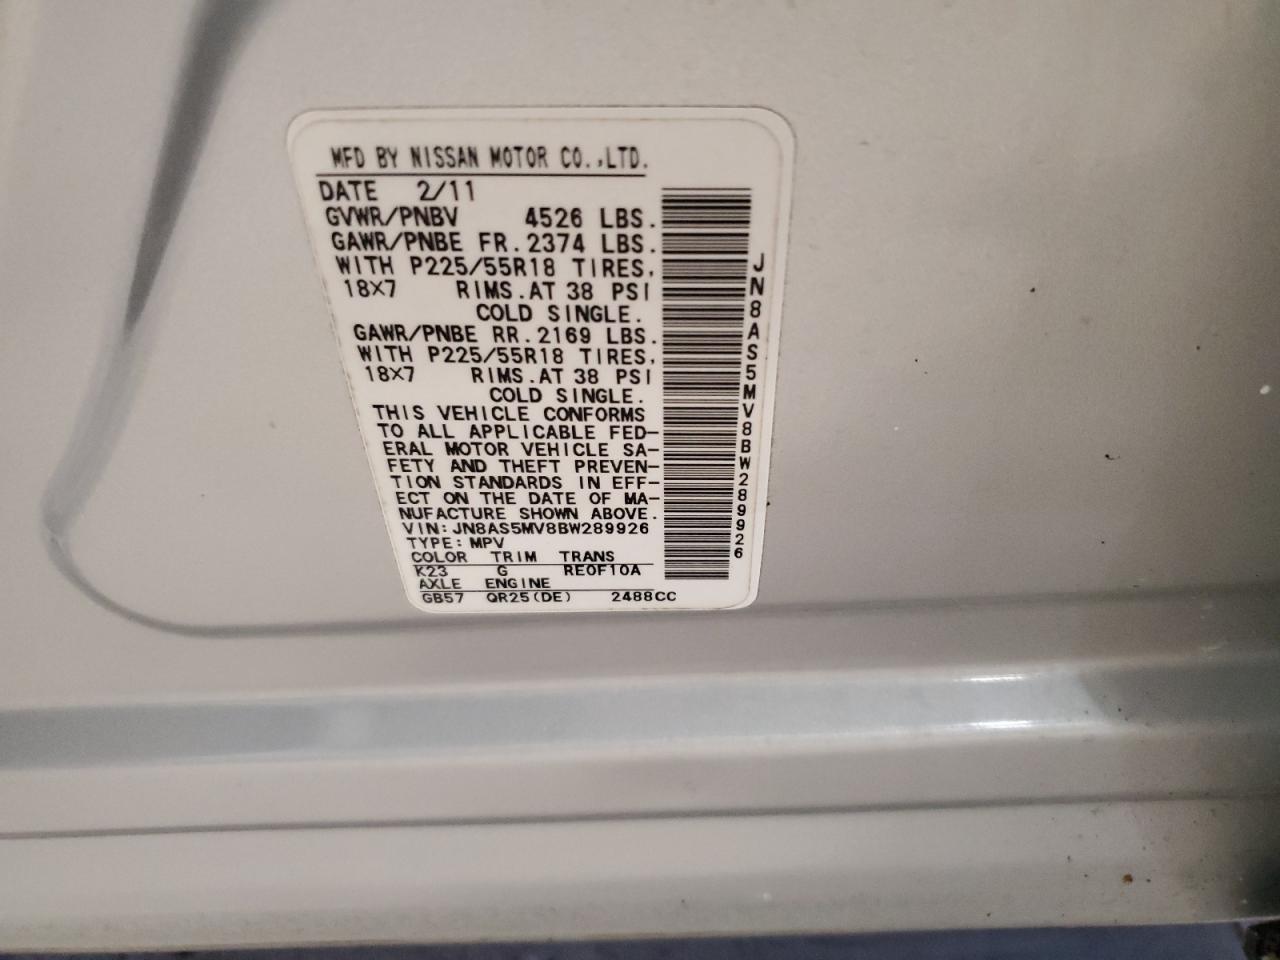 MFD BY NISSAN MOTOR CO.,LTD.
DATE 2/11
GVWR/PNBV 4526 LBS.
GAWR/PNBE FR. 2374 LBS.
WITH P225/55R18 TIRES,
18X7 RIMS.AT 38 PSI
COLD SINGLE.
GAWR/PNBE RR. 2169 LBS.
WITH P225/55R18 TIRES,
18X7 RIMS.AT 38 PSI
COLD SINGLE.
THIS VEHICLE CONFORMS
TO ALL APPLICABLE FED-
ERAL MOTOR VEHICLE SA-
FETY AND THEFT PREVEN-
TION STANDARDS IN EFF-
ECT ON THE DATE OF MA-
NUFACTURE SHOWN ABOVE.
VIN:JN8AS5MV8BW289926
TYPE:MPV
COLOR TRIM TRANS
K23 G RE0F10A
AXLE ENGINE
GB57 QR25(DE) 2488CC
JN8AS5MV8BW289926